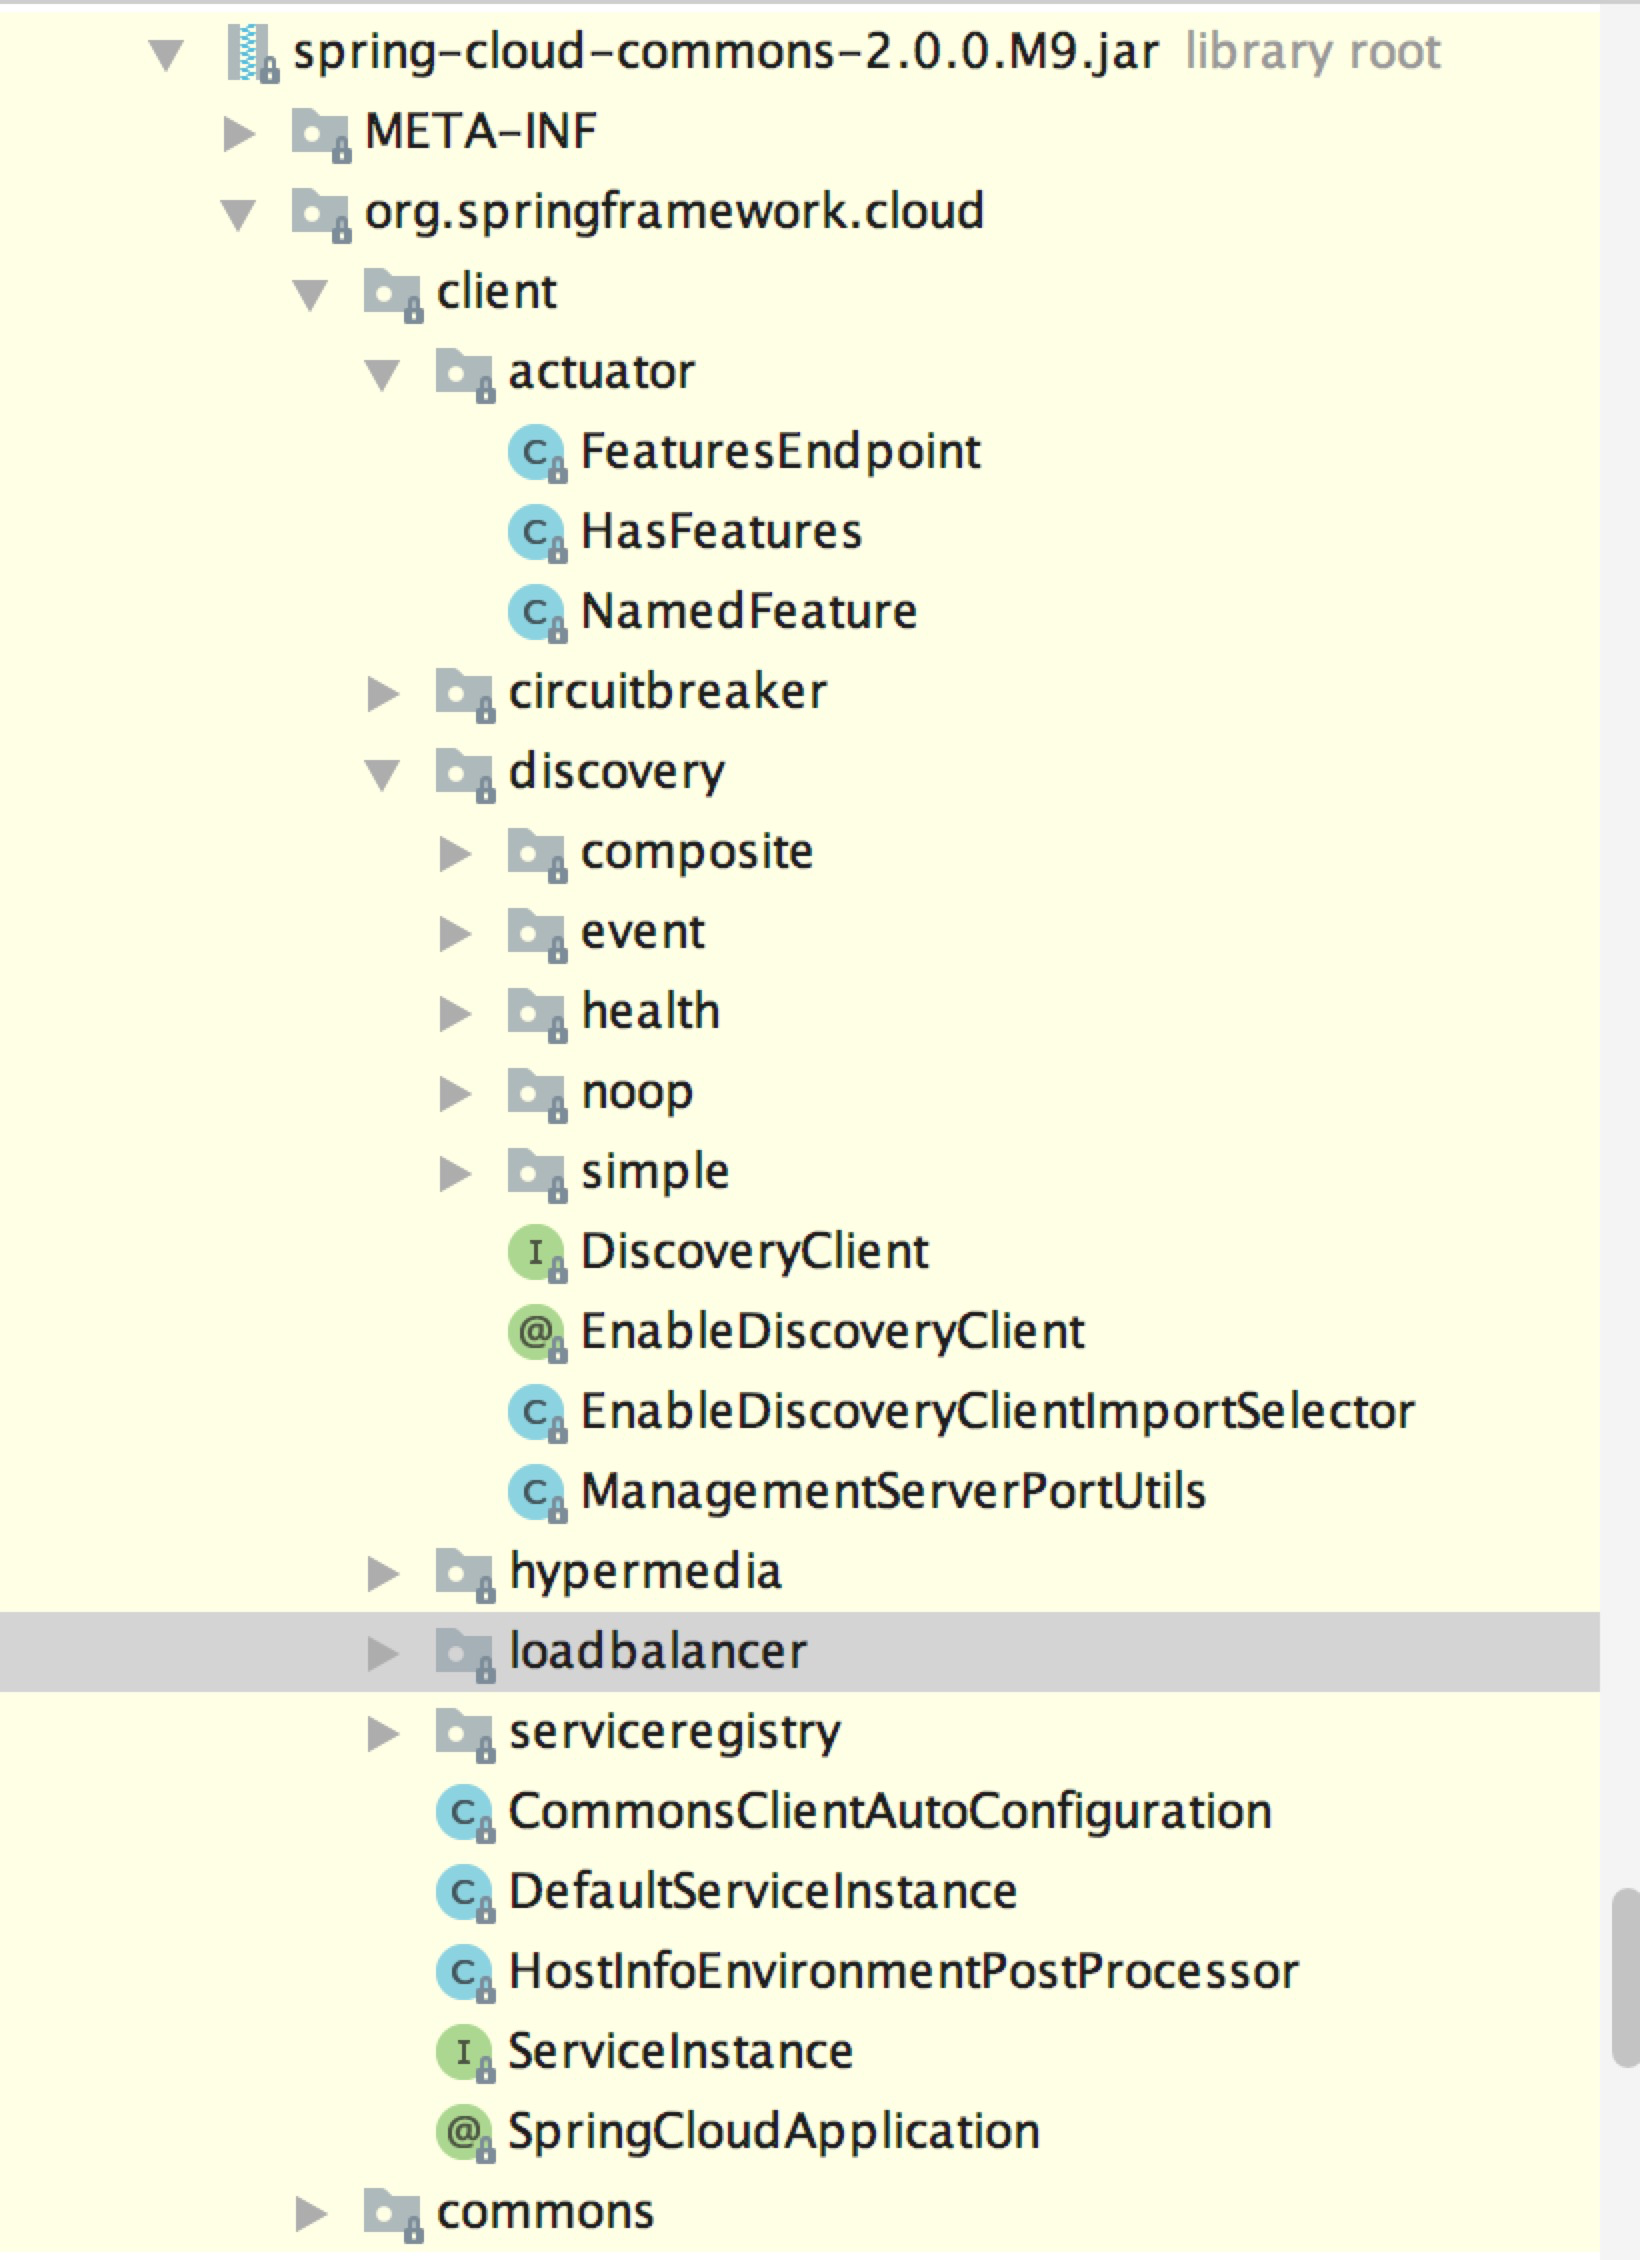 spring-cloud-commons-2.0.0.M9.jar library root
META-INF
org.springframework.cloud
client
actuator
C FeaturesEndpoint
C HasFeatures
C NamedFeature
circuitbreaker
discovery
composite
event
health
noop
simple
I DiscoveryClient
@ EnableDiscoveryClient
C EnableDiscoveryClientImportSelector
C ManagementServerPortUtils
hypermedia
loadbalancer
serviceregistry
C CommonsClientAutoConfiguration
C DefaultServiceInstance
C HostInfoEnvironmentPostProcessor
I ServiceInstance
@ SpringCloudApplication
commons